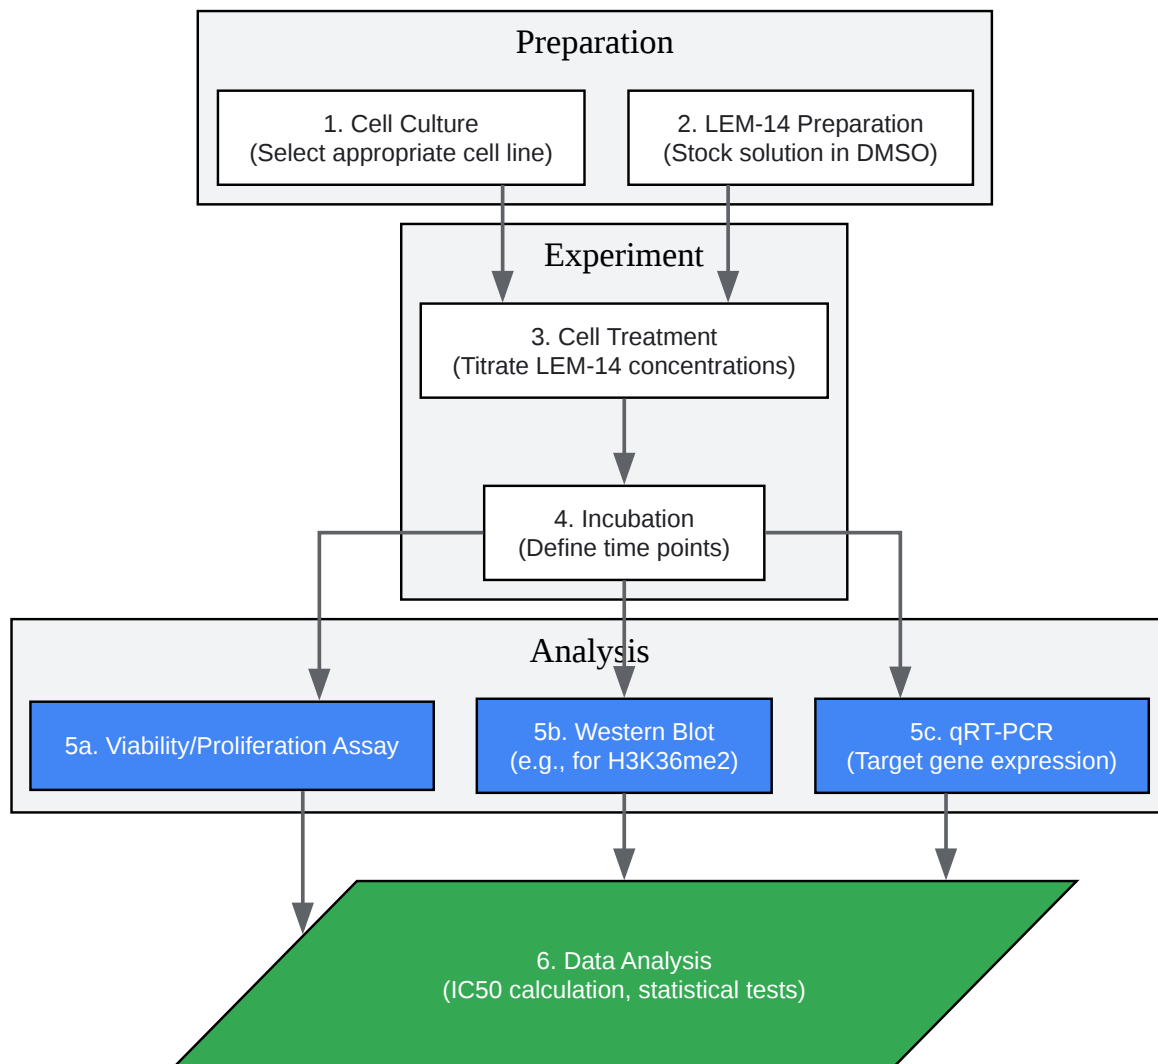 Preparation
1. Cell Culture
(Select appropriate cell line)
2. LEM-14 Preparation
(Stock solution in DMSO)
Experiment
3. Cell Treatment
(Titrate LEM-14 concentrations)
4. Incubation
(Define time points)
Analysis
5a. Viability/Proliferation Assay
5b. Western Blot
(e.g., for H3K36me2)
5c. qRT-PCR
(Target gene expression)
6. Data Analysis
(IC50 calculation, statistical tests)